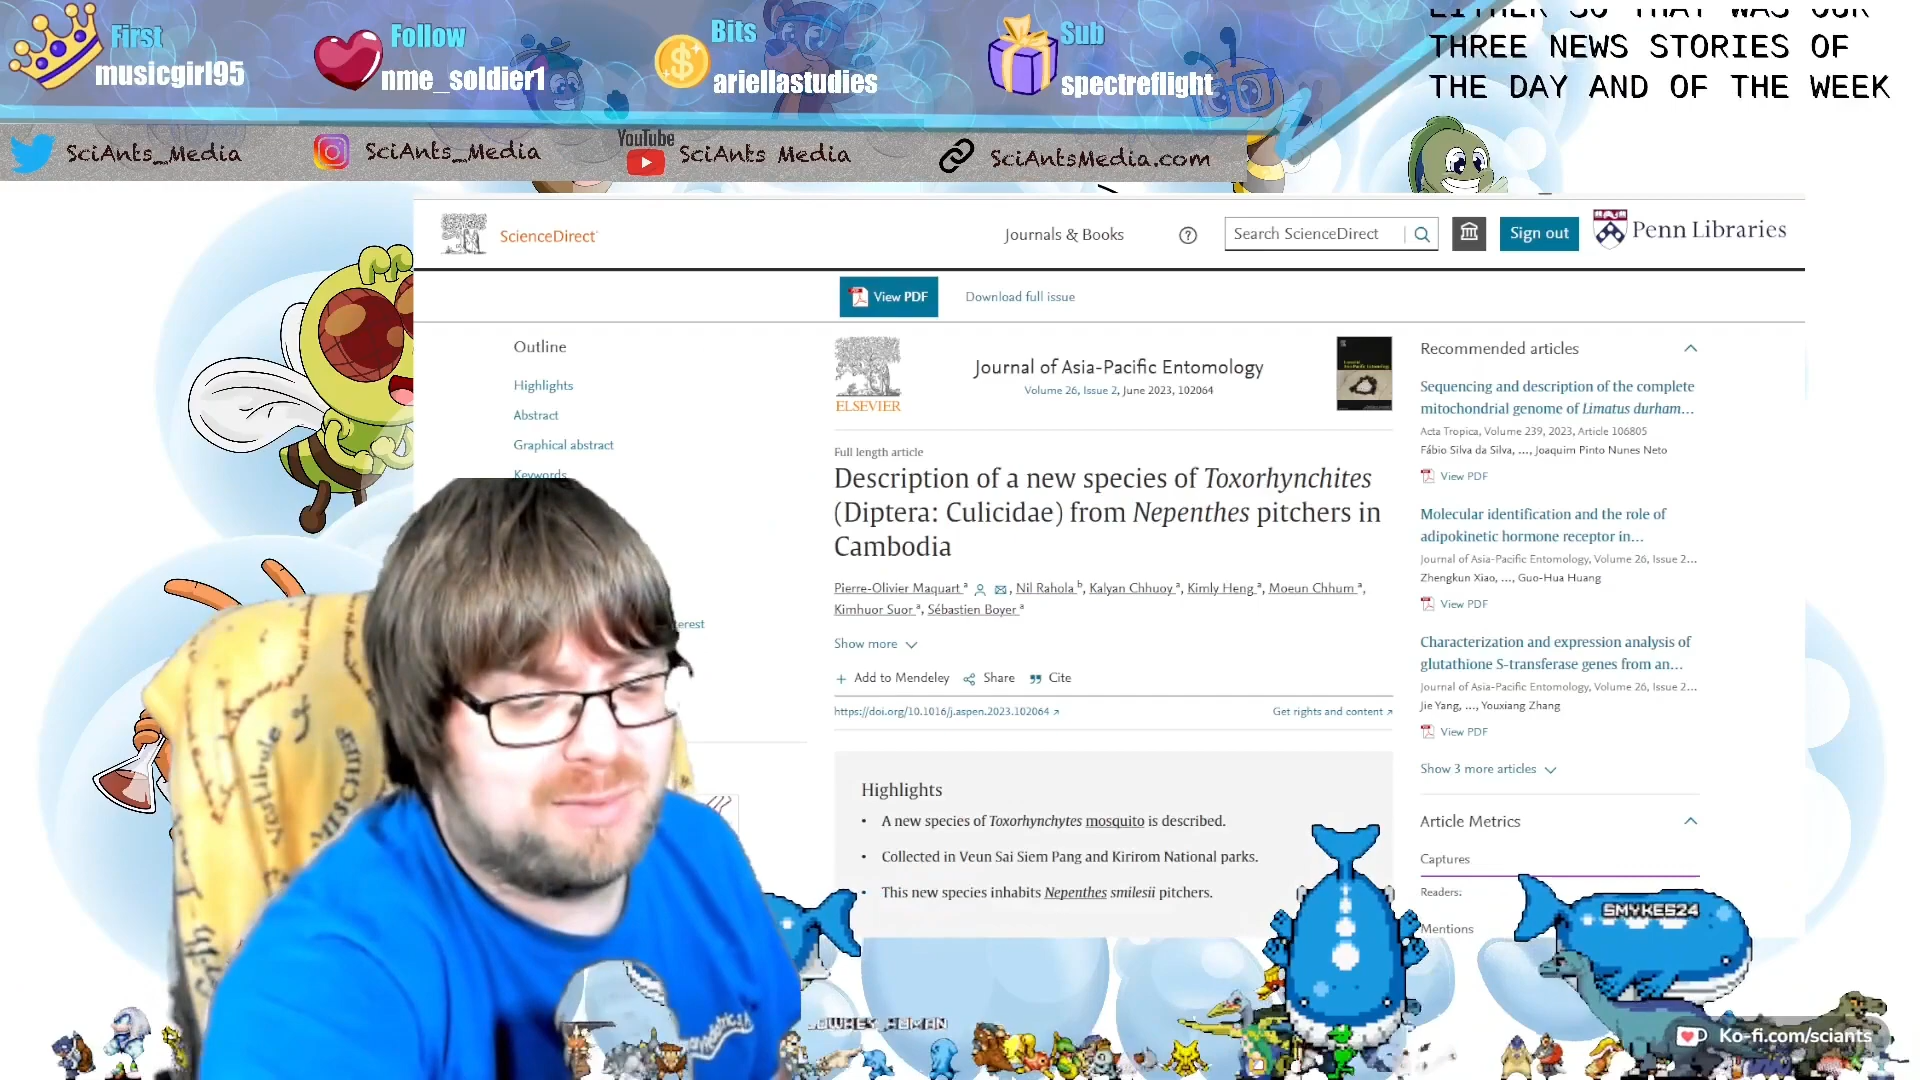 First
musicgirl95
Follow
nme_soldier1
Bits
ariellastudies
Sub
spectreflight
THREE NEWS STORIES OF
THE DAY AND OF THE WEEK
SciAnts_Media
SciAnts_Media
YouTube
SciAnts Media
SciAntsMedia.com
ScienceDirect
Journals & Books
Search ScienceDirect
Sign out
Penn Libraries
View PDF
Download full issue
Outline
Highlights
Abstract
Graphical abstract
Keywords
erest
ELSEVIER
Journal of Asia-Pacific Entomology
Volume 26, Issue 2, June 2023, 102064
Full length article
Description of a new species of Toxorhynchites
(Diptera: Culicidae) from Nepenthes pitchers in
Cambodia
Pierre-Olivier Maquart a, Nil Rahola b, Kalyan Chhuoy a, Kimly Heng a, Moeun Chhum a,
Kimhuor Suor a, Sébastien Boyer a
Show more
+ Add to Mendeley Share Cite
https://doi.org/10.1016/j.aspen.2023.102064
Get rights and content
Highlights
• A new species of Toxorhynchytes mosquito is described.
• Collected in Veun Sai Siem Pang and Kirirom National parks.
• This new species inhabits Nepenthes smilesii pitchers.
Recommended articles
Sequencing and description of the complete
mitochondrial genome of Limatus durham...
Acta Tropica, Volume 239, 2023, Article 106805
Fábio Silva da Silva, ..., Joaquim Pinto Nunes Neto
View PDF
Molecular identification and the role of
adipokinetic hormone receptor in...
Journal of Asia-Pacific Entomology, Volume 26, Issue 2...
Zhengkun Xiao, ..., Guo-Hua Huang
View PDF
Characterization and expression analysis of
glutathione S-transferase genes from an...
Journal of Asia-Pacific Entomology, Volume 26, Issue 2...
Jie Yang, ..., Youxiang Zhang
View PDF
Show 3 more articles
Article Metrics
Captures
Readers:
Mentions
SMYKES24
Ko-fi.com/sciants